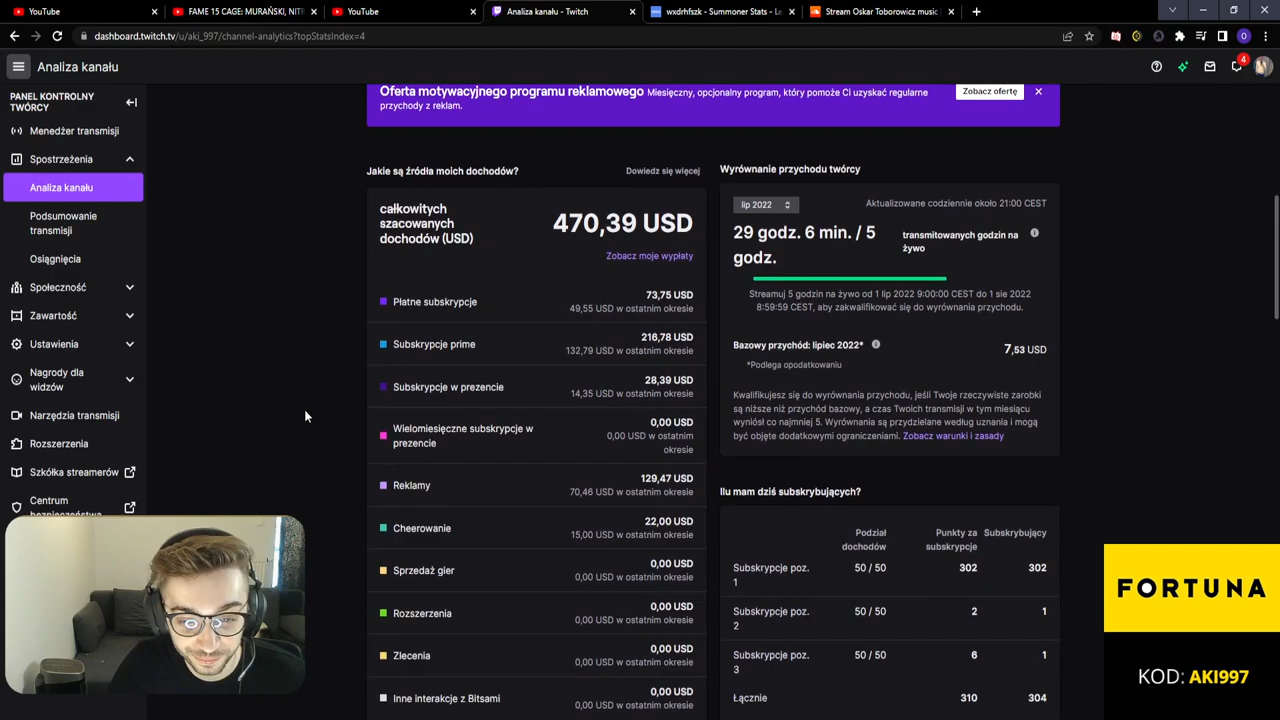 YouTube
FAME 15 CAGE: MURAŃSKI, NITR
YouTube
Analiza kanału - Twitch
wxdrhfszk - Summoner Stats - Le
Stream Oskar Toborowicz music
dashboard.twitch.tv/u/aki_997/channel-analytics?topStatsIndex=4
O
Analiza kanału
4
PANEL KONTROLNY
TWÓRCY
Menedżer transmisji
Spostrzeżenia
Analiza kanału
Podsumowanie
transmisji
Osiągnięcia
Społeczność
Zawartość
Ustawienia
Nagrody dla
widzów
Narzędzia transmisji
Rozszerzenia
Szkółka streamerów
Centrum
bezpieczeństwa
Oferta motywacyjnego programu reklamowego Miesięczny, opcjonalny program, który pomoże Ci uzyskać regularne
przychody z reklam.
Zobacz ofertę
Jakie są źródła moich dochodów?
Dowiedz się więcej
całkowitych
szacowanych
dochodów (USD)
470,39 USD
Zobacz moje wypłaty
Płatne subskrypcje
73,75 USD
49,55 USD w ostatnim okresie
Subskrypcje prime
216,78 USD
132,79 USD w ostatnim okresie
Subskrypcje w prezencie
28,39 USD
14,35 USD w ostatnim okresie
Wielomiesięczne subskrypcje w
prezencie
0,00 USD
0,00 USD w ostatnim
okresie
Reklamy
129,47 USD
70,46 USD w ostatnim okresie
Cheerowanie
22,00 USD
15,00 USD w ostatnim okresie
Sprzedaż gier
0,00 USD
0,00 USD w ostatnim okresie
Rozszerzenia
0,00 USD
0,00 USD w ostatnim okresie
Zlecenia
0,00 USD
0,00 USD w ostatnim okresie
Inne interakcje z Bitsami
0,00 USD
0,00 USD w ostatnim okresie
Wyrównanie przychodu twórcy
lip 2022
Aktualizowane codziennie około 21:00 CEST
29 godz. 6 min. / 5
godz.
transmitowanych godzin na
żywo
Streamuj 5 godzin na żywo od 1 lip 2022 9:00:00 CEST do 1 sie 2022
8:59:59 CEST, aby zakwalifikować się do wyrównania przychodu.
Bazowy przychód: lipiec 2022*
7,53 USD
*Podlega opodatkowaniu
Kwalifikujesz się do wyrównania przychodu, jeśli Twoje rzeczywiste zarobki
są niższe niż przychód bazowy, a czas Twoich transmisji w tym miesiącu
wyniósł co najmniej 5. Wyrównania są przydzielane według uznania i mogą
być objęte dodatkowymi ograniczeniami. Zobacz warunki i zasady
Ilu mam dziś subskrybujących?
Podział
dochodów
Punkty za
subskrypcje
Subskrybujący
Subskrypcje poz.
1
50 / 50
302
302
Subskrypcje poz.
2
50 / 50
2
1
Subskrypcje poz.
3
50 / 50
6
1
Łącznie
310
304
FORTUNA
KOD: AKI997